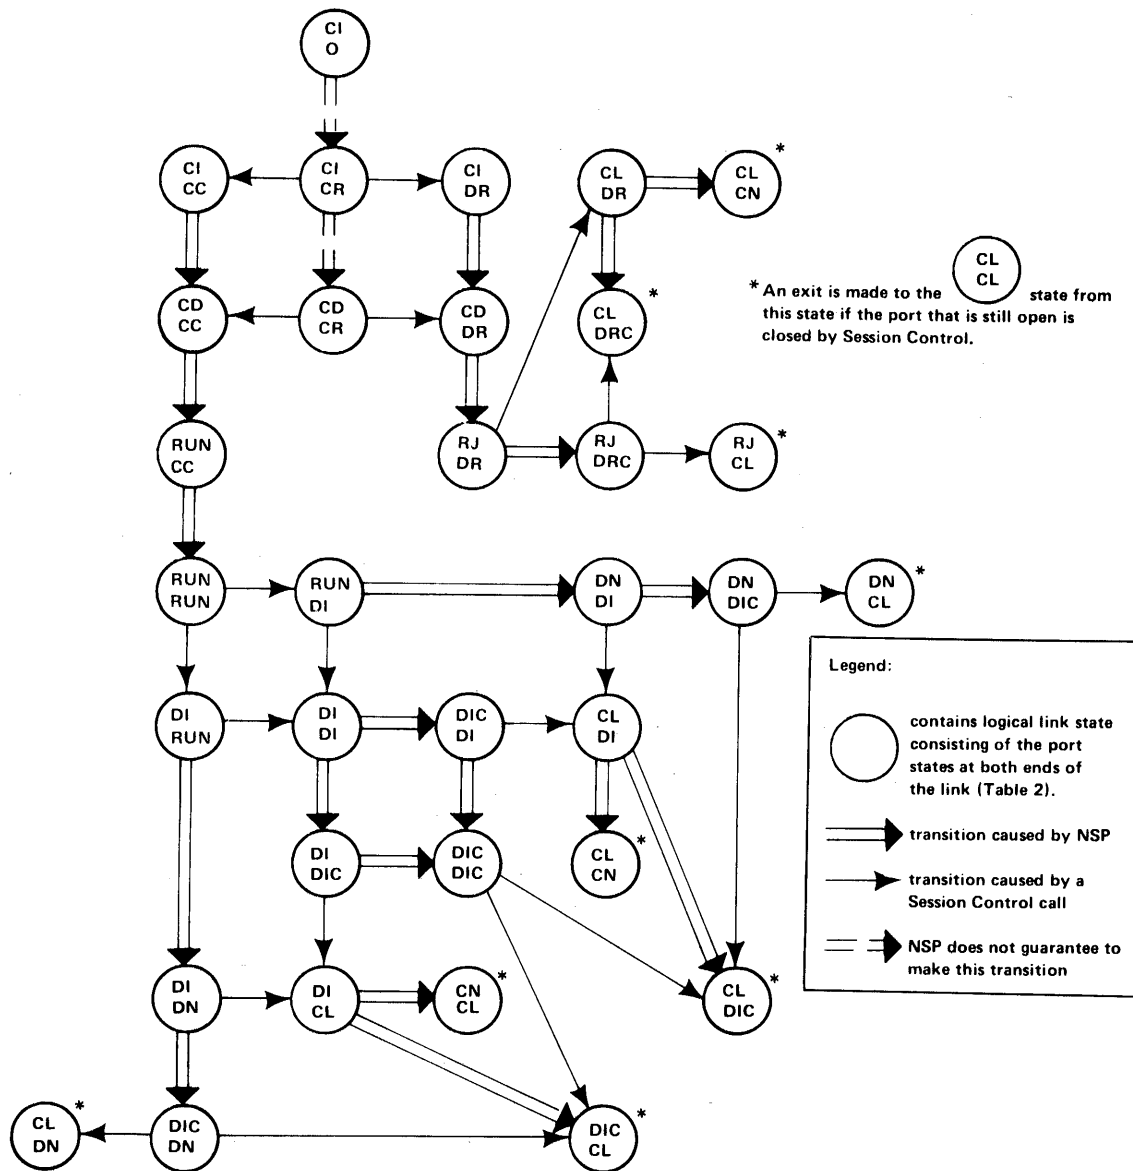 CI
O
CI
CC
CI
CR
CI
DR
CL
DR
CL
CN
*
CL
CL
* An exit is made to the
state from
this state if the port that is still open is
closed by Session Control.
CD
CC
CD
CR
CD
DR
CL
DRC
*
RUN
CC
RJ
DR
RJ
DRC
RJ
CL
*
RUN
RUN
RUN
DI
DN
DI
DN
DIC
DN
CL
*
DI
RUN
DI
DI
DIC
DI
CL
DI
Legend:
contains logical link state
consisting of the port
states at both ends of
the link (Table 2).
transition caused by NSP
transition caused by a
Session Control call
NSP does not guarantee to
make this transition
DI
DIC
DIC
DIC
CL
CN
*
DI
DN
DI
CL
CN
CL
*
CL
DIC
*
CL
DN
*
DIC
DN
DIC
CL
*